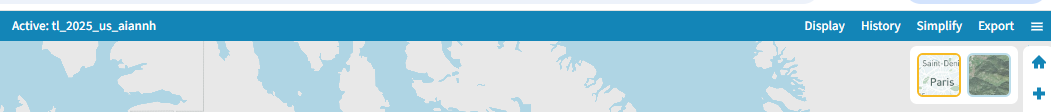 Active: tl_2025_us_aiannh
Display History Simplify Export
Saint-Deni
Paris